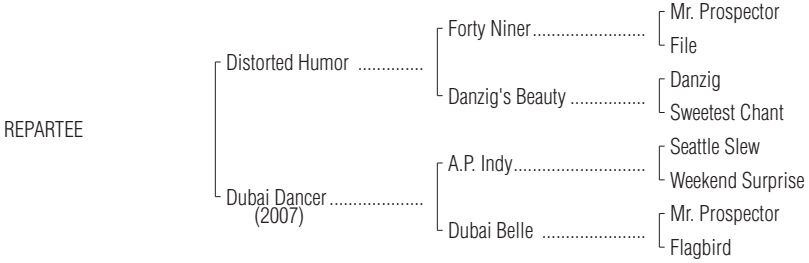 Mr. Prospector
Forty Niner........................
File
Distorted Humor ..............
Danzig
Danzig's Beauty ................
Sweetest Chant
REPARTEE
Seattle Slew
A.P. Indy............................
Weekend Surprise
Dubai Dancer....................
(2007)
Mr. Prospector
Dubai Belle ......................
Flagbird